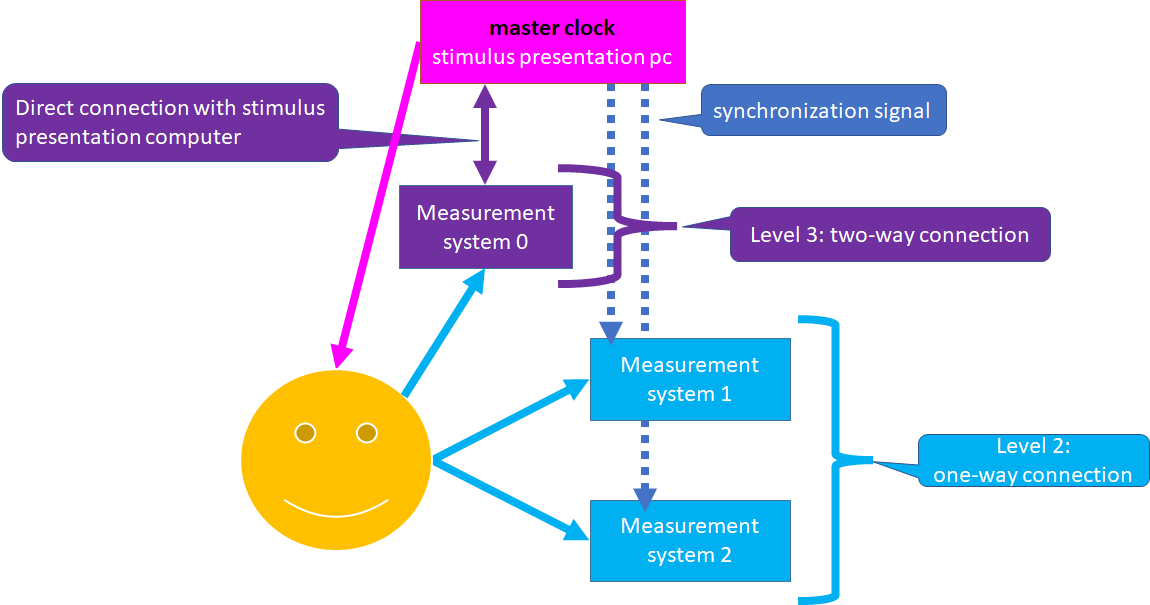 master clock
stimulus presentation pc
Direct connection with stimulus
presentation computer
synchronization signal
Measurement
system 0
Level 3: two-way connection
Measurement
system 1
Level 2:
one-way connection
Measurement
system 2